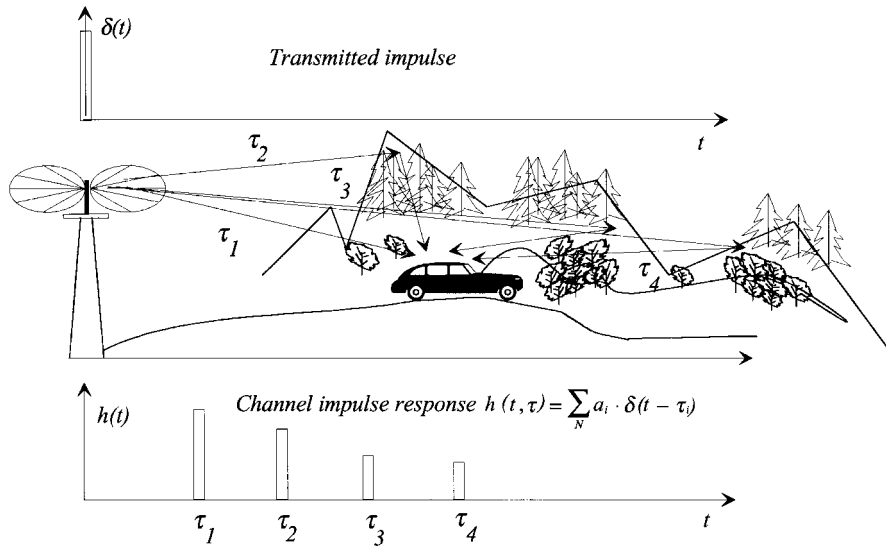 δ(t)
Transmitted impulse
t
τ₂
τ₃
τ₁
τ₄
h(t)
Channel impulse response h (t, τ) = ∑ₙ aᵢ · δ(t − τᵢ)
τ₁ τ₂ τ₃ τ₄ t